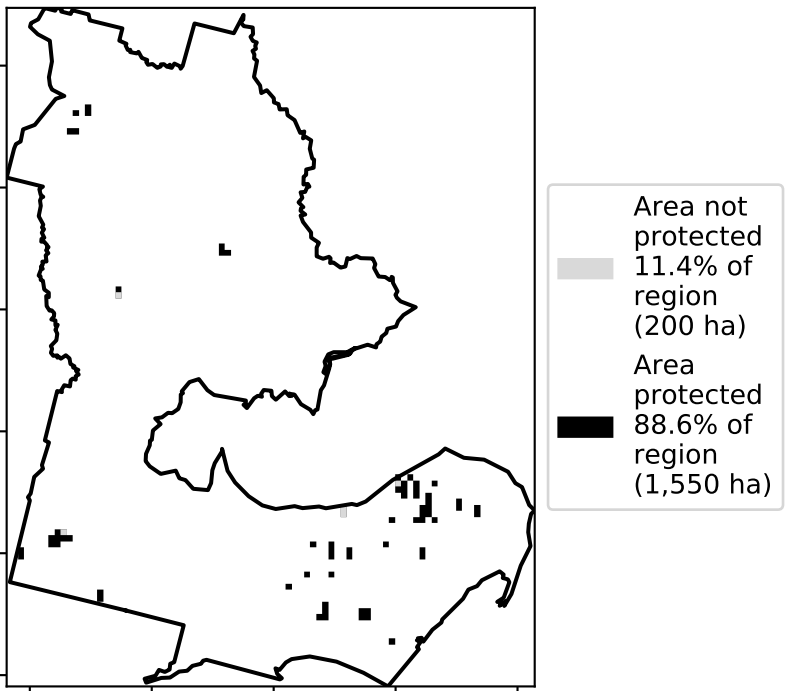 Area not
protected
11.4% of
region
(200 ha)
Area
protected
88.6% of
region
(1,550 ha)